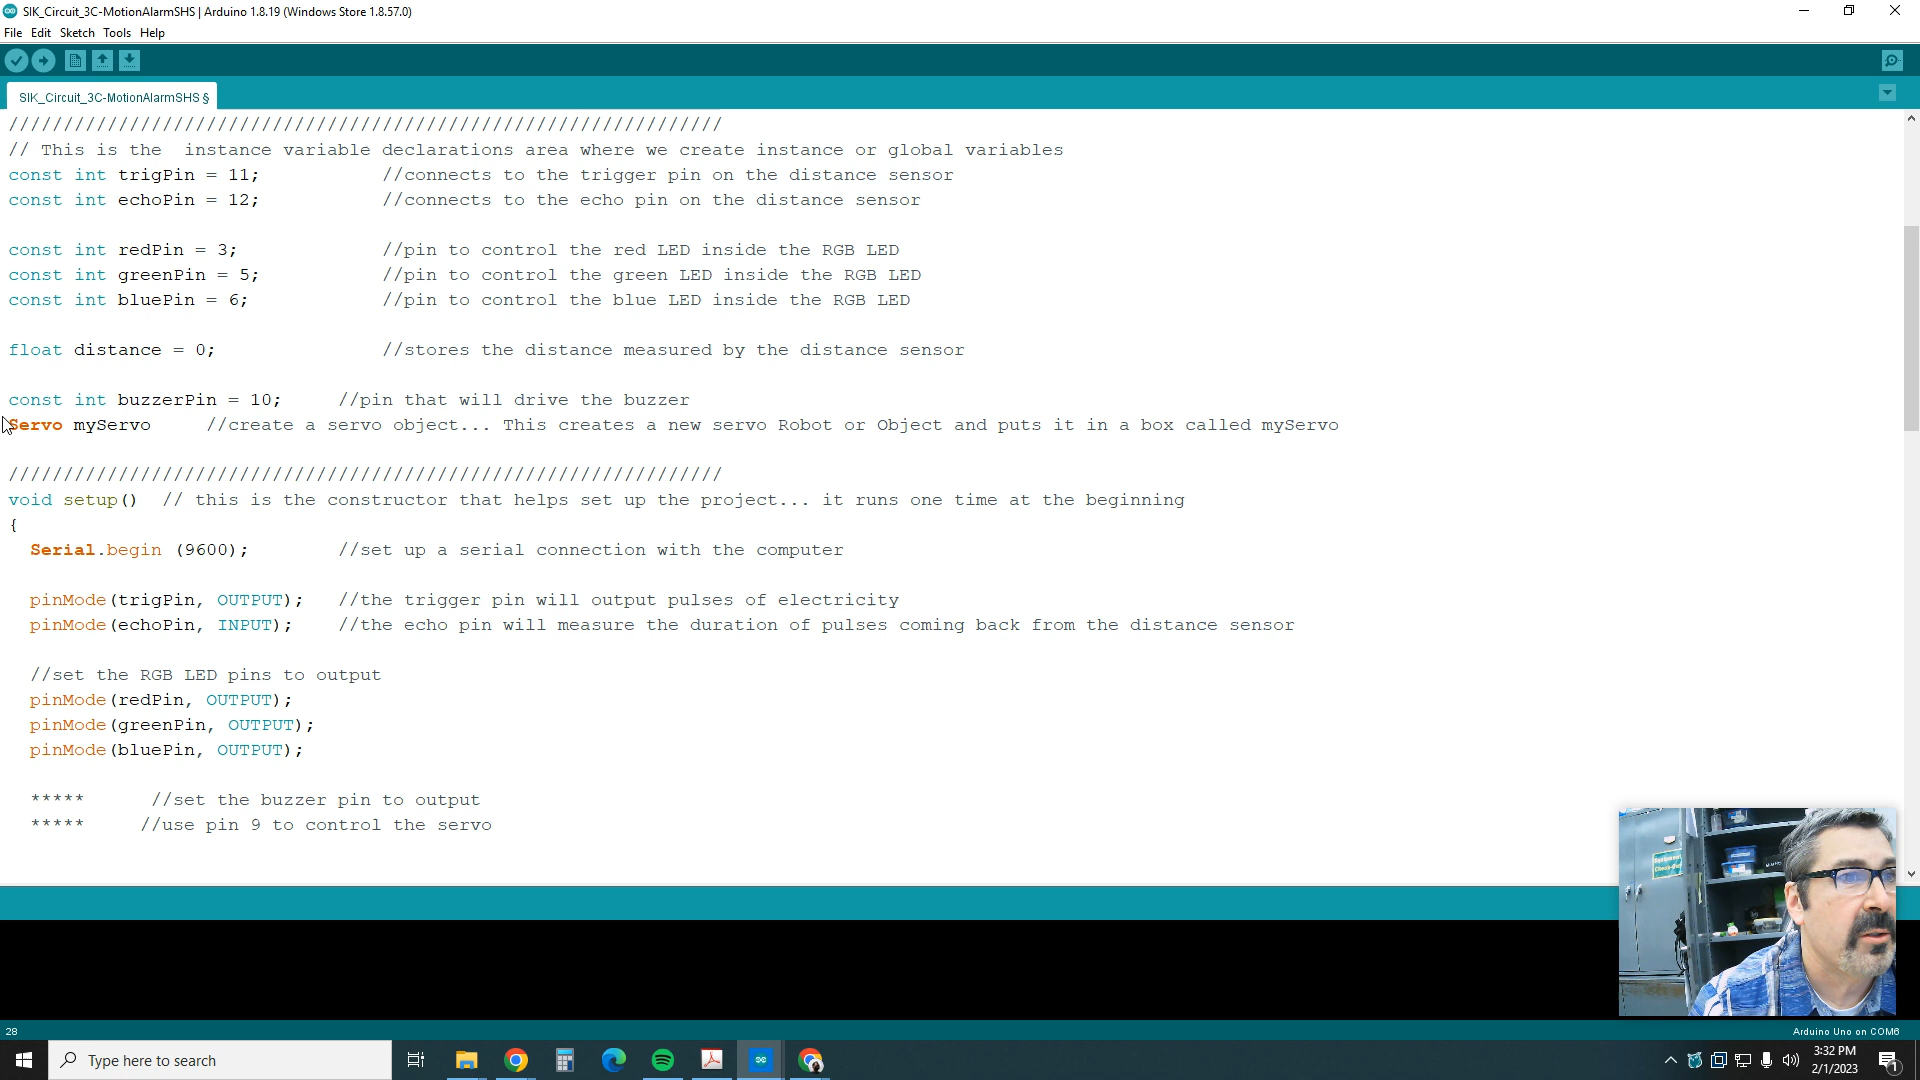 SIK_Circuit_3C-MotionAlarmSHS | Arduino 1.8.19 (Windows Store 1.8.57.0)
File Edit Sketch Tools Help
SIK_Circuit_3C-MotionAlarmSHS §
/////////////////////////////////////////////////////////////////
// This is the  instance variable declarations area where we create instance or global variables
const int trigPin = 11;           //connects to the trigger pin on the distance sensor
const int echoPin = 12;           //connects to the echo pin on the distance sensor
const int redPin = 3;             //pin to control the red LED inside the RGB LED
const int greenPin = 5;           //pin to control the green LED inside the RGB LED
const int bluePin = 6;            //pin to control the blue LED inside the RGB LED
float distance = 0;               //stores the distance measured by the distance sensor
const int buzzerPin = 10;     //pin that will drive the buzzer
Servo myServo     //create a servo object... This creates a new servo Robot or Object and puts it in a box called myServo
/////////////////////////////////////////////////////////////////
void setup()  // this is the constructor that helps set up the project... it runs one time at the beginning
{
  Serial.begin (9600);        //set up a serial connection with the computer
  pinMode(trigPin, OUTPUT);   //the trigger pin will output pulses of electricity
  pinMode(echoPin, INPUT);    //the echo pin will measure the duration of pulses coming back from the distance sensor
  //set the RGB LED pins to output
  pinMode(redPin, OUTPUT);
  pinMode(greenPin, OUTPUT);
  pinMode(bluePin, OUTPUT);
  *****      //set the buzzer pin to output
  *****     //use pin 9 to control the servo
28
Arduino Uno on COM6
Type here to search
3:32 PM
2/1/2023
1